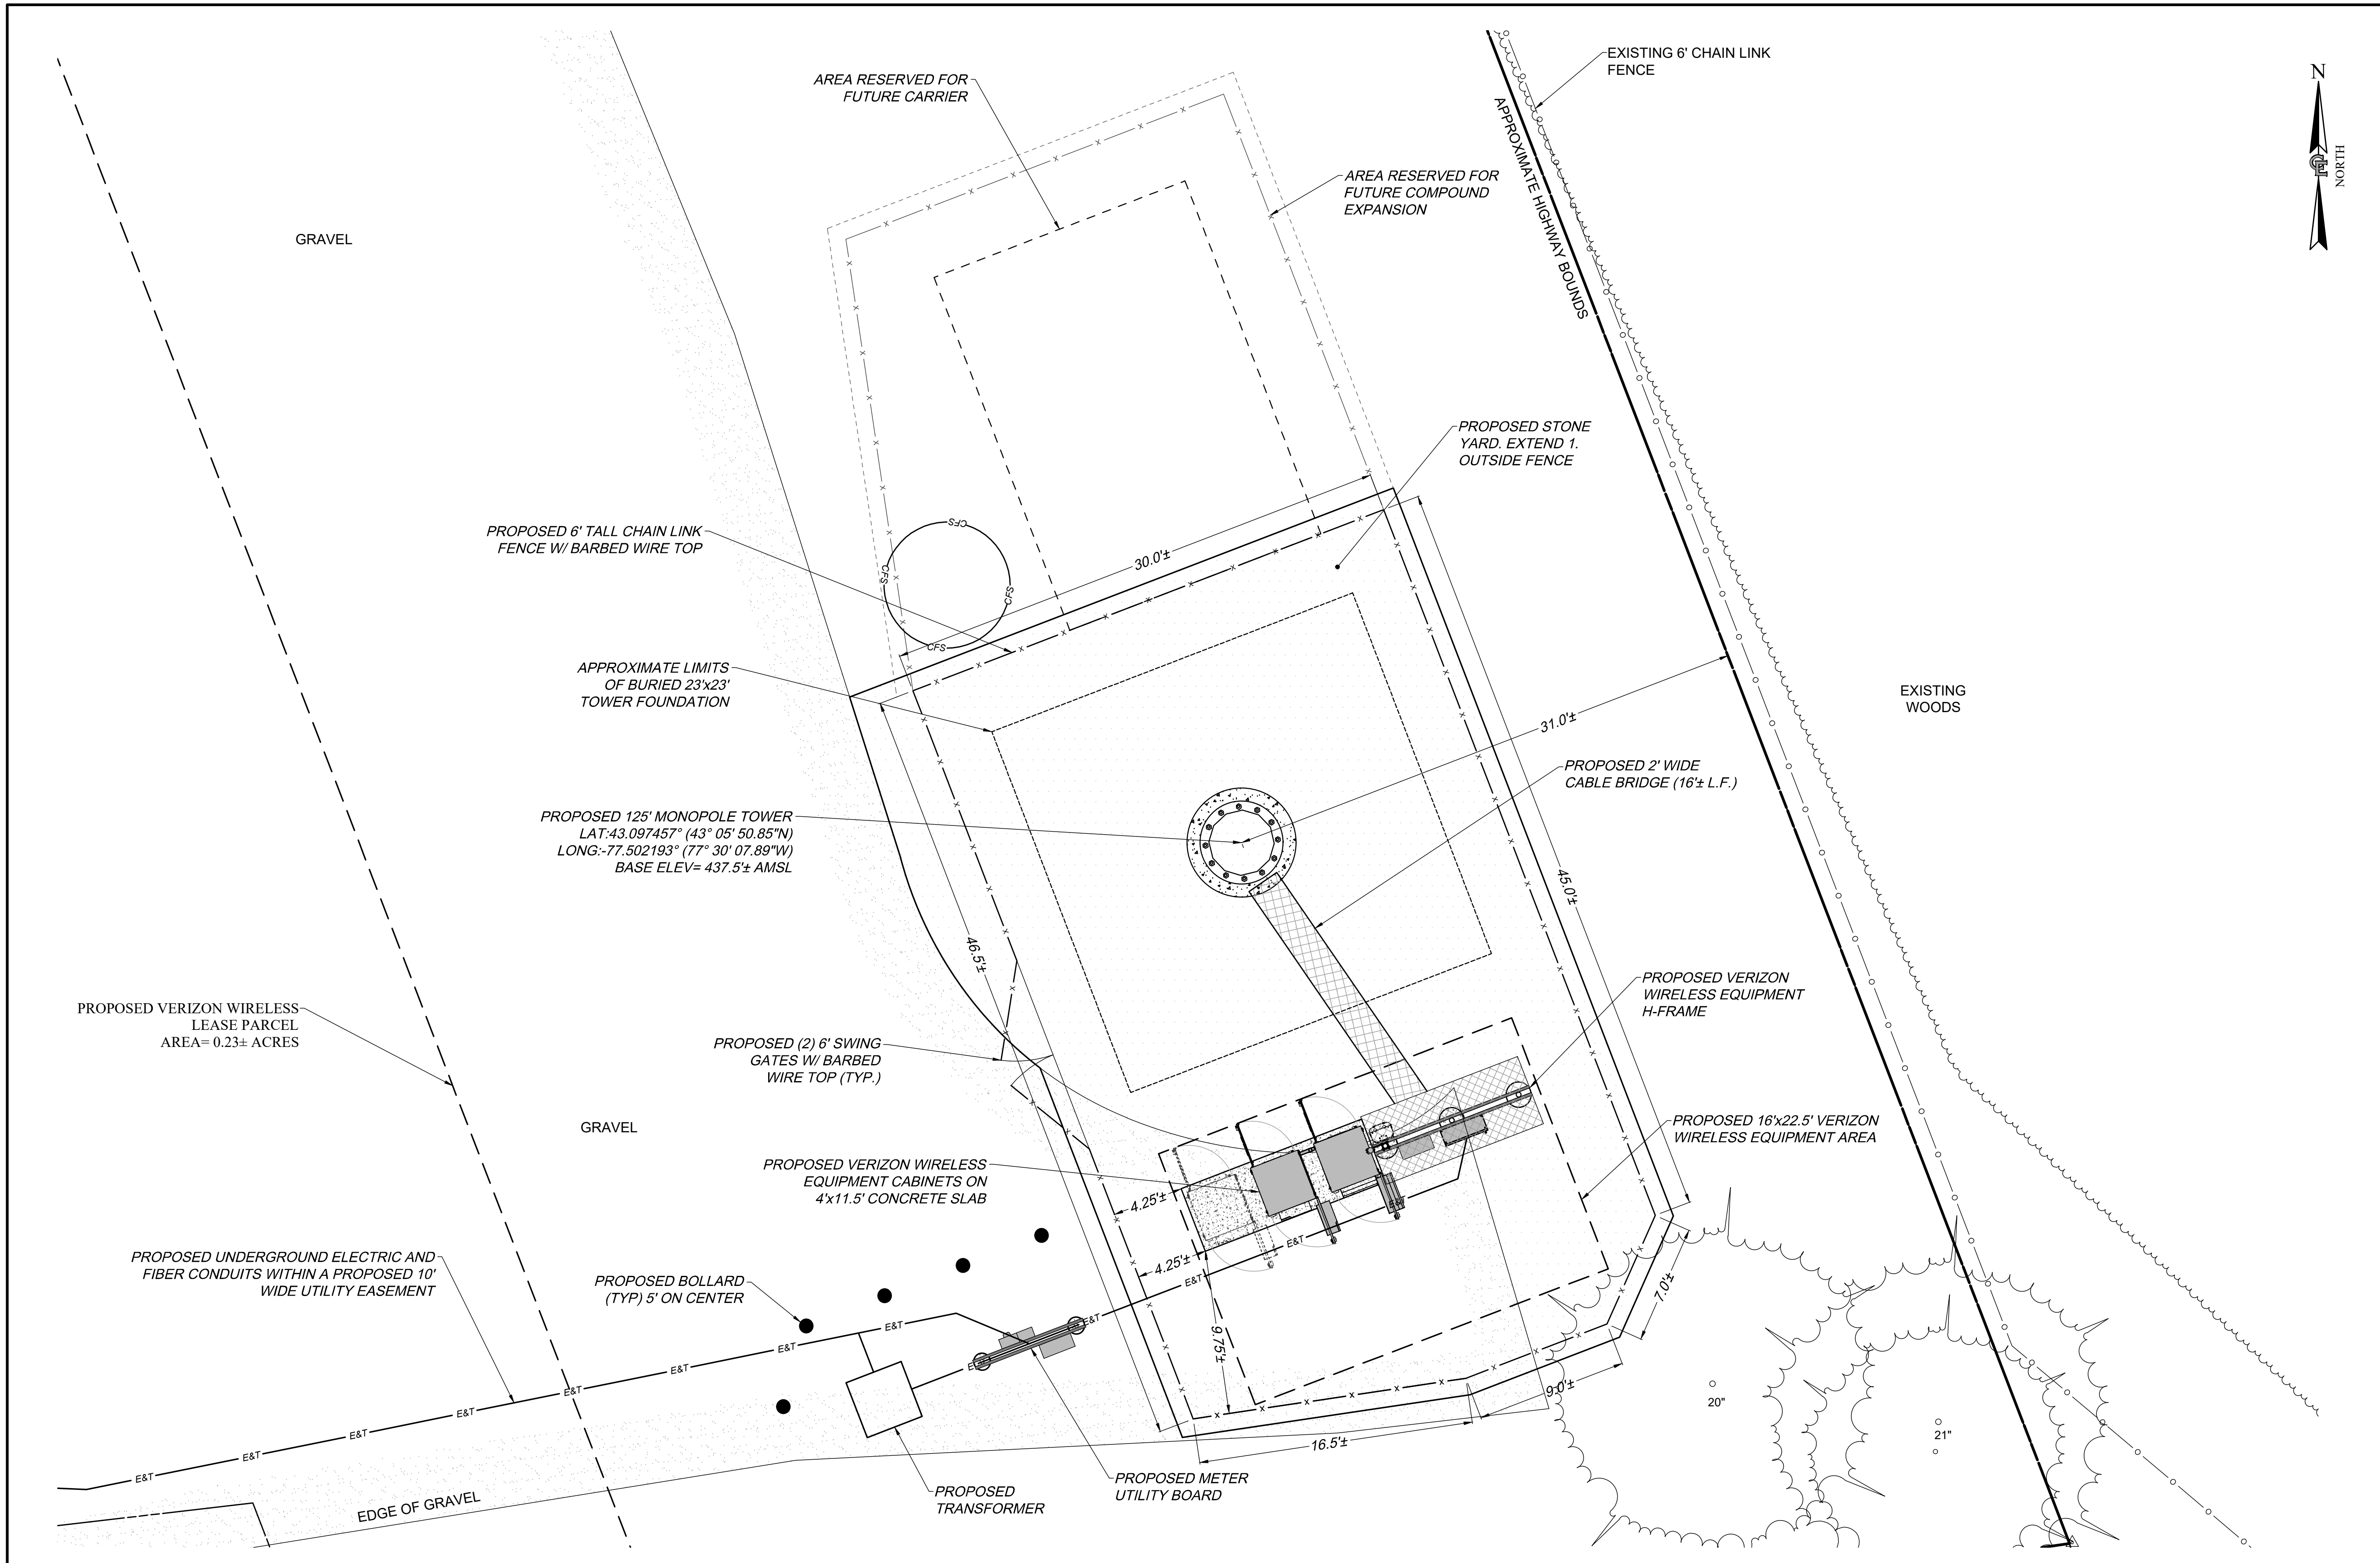 EXISTING 6' CHAIN LINK
FENCE
N
NORTH
AREA RESERVED FOR
FUTURE CARRIER
APPROXIMATE HIGHWAY BOUNDS
AREA RESERVED FOR
FUTURE COMPOUND
EXPANSION
GRAVEL
PROPOSED STONE
YARD. EXTEND 1.
OUTSIDE FENCE
PROPOSED 6' TALL CHAIN LINK
FENCE W/ BARBED WIRE TOP
CFS
CFS
CFS
CFS
30.0'±
APPROXIMATE LIMITS
OF BURIED 23'x23'
TOWER FOUNDATION
EXISTING
WOODS
31.0'±
PROPOSED 2' WIDE
CABLE BRIDGE (16'± L.F.)
PROPOSED 125' MONOPOLE TOWER
LAT:43.097457° (43° 05' 50.85"N)
LONG:-77.502193° (77° 30' 07.89"W)
BASE ELEV= 437.5'± AMSL
45.0'±
46.5'±
PROPOSED VERIZON
WIRELESS EQUIPMENT
H-FRAME
PROPOSED VERIZON WIRELESS
LEASE PARCEL
AREA= 0.23± ACRES
PROPOSED (2) 6' SWING
GATES W/ BARBED
WIRE TOP (TYP.)
GRAVEL
PROPOSED 16'x22.5' VERIZON
WIRELESS EQUIPMENT AREA
PROPOSED VERIZON WIRELESS
EQUIPMENT CABINETS ON
4'x11.5' CONCRETE SLAB
4.25'±
4.25'±
E&T
E&T
PROPOSED UNDERGROUND ELECTRIC AND
FIBER CONDUITS WITHIN A PROPOSED 10'
WIDE UTILITY EASEMENT
PROPOSED BOLLARD
(TYP) 5' ON CENTER
7.0'±
9.75'±
E&T
E&T
E&T
E&T
E&T
E&T
E&T
E&T
E&T
9.0'±
20"
21"
16.5'±
PROPOSED METER
UTILITY BOARD
PROPOSED
TRANSFORMER
EDGE OF GRAVEL